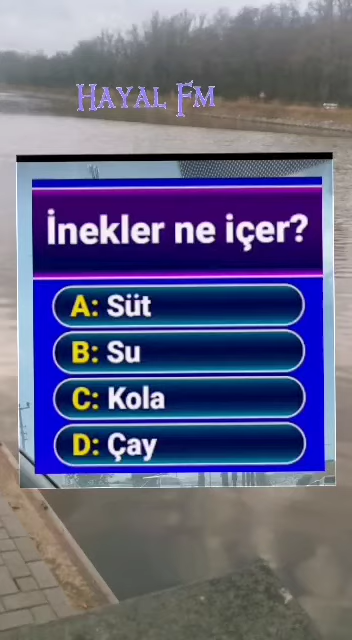 Hayal Fm
İnekler ne içer?
A: Süt
B: Su
C: Kola
D: Çay